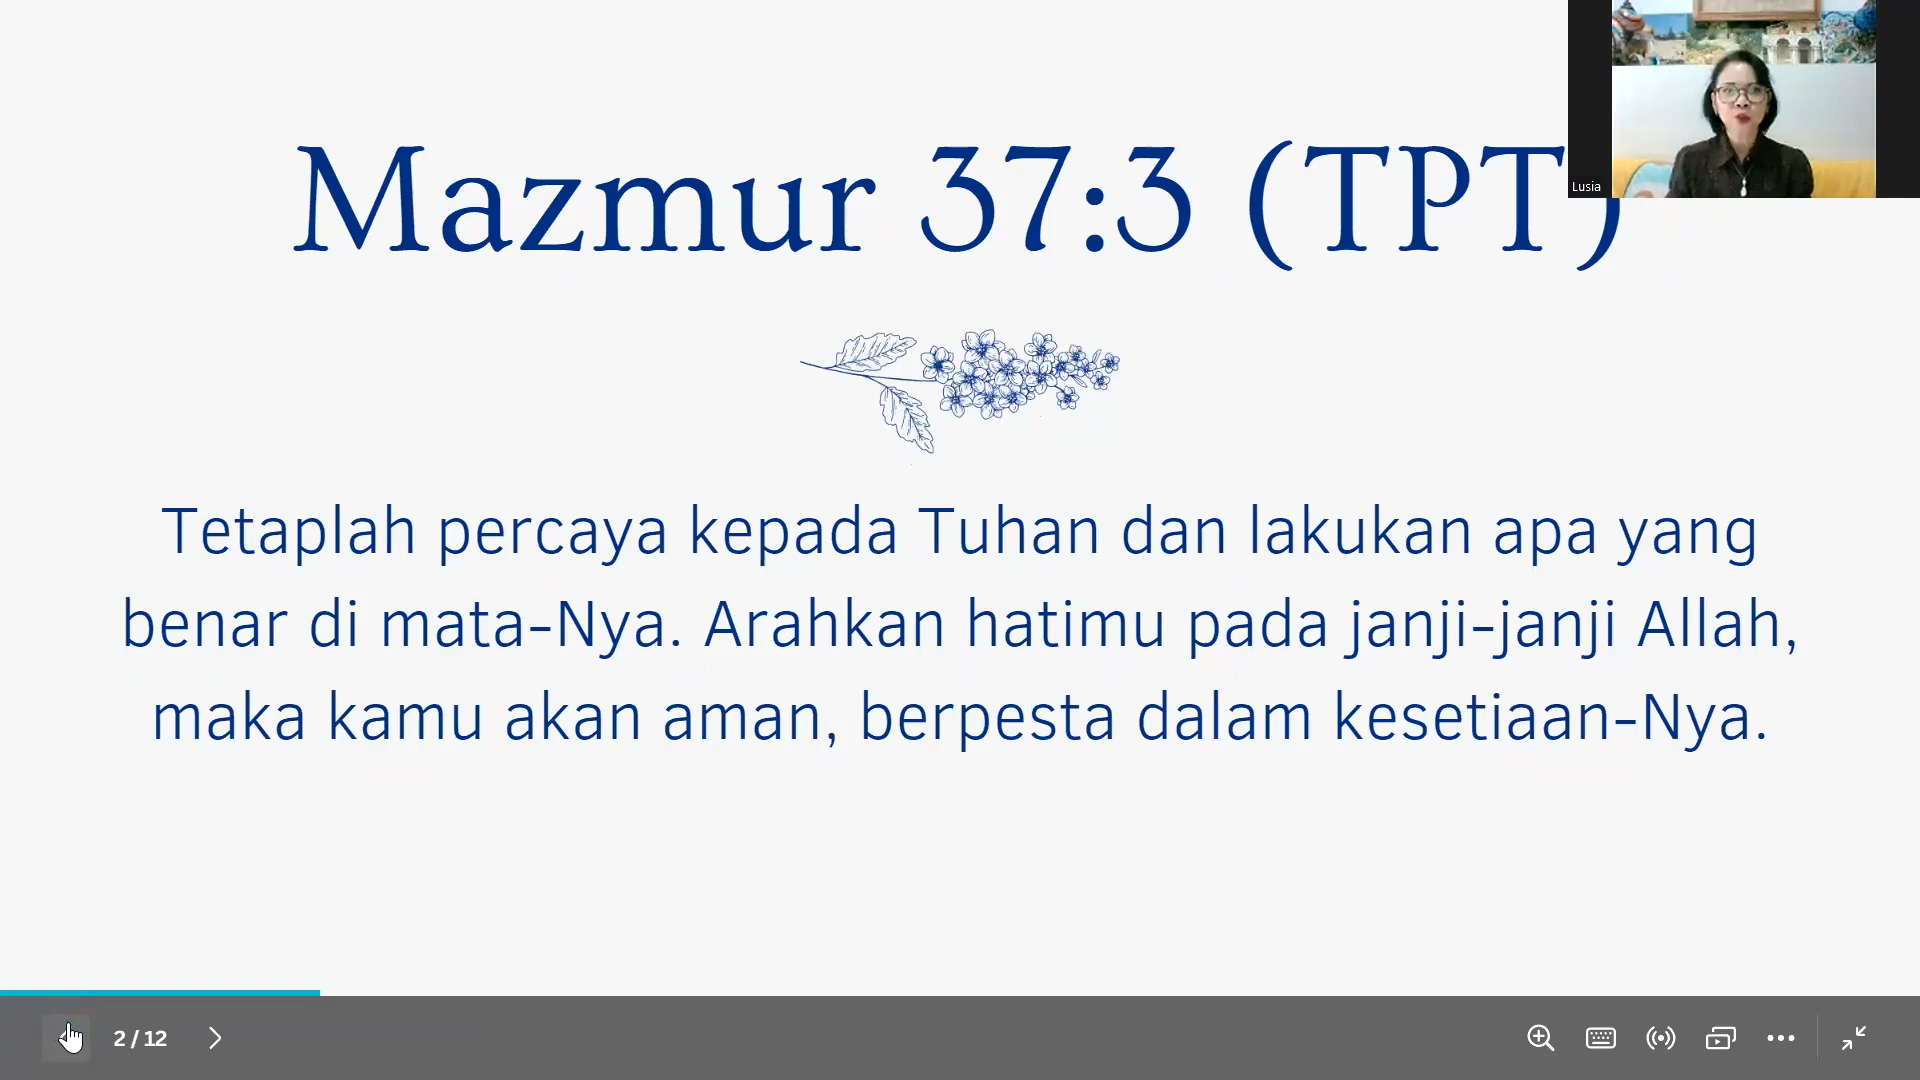 Mazmur 37:3 (TPT)
Lusia
Tetaplah percaya kepada Tuhan dan lakukan apa yang
benar di mata-Nya. Arahkan hatimu pada janji-janji Allah,
maka kamu akan aman, berpesta dalam kesetiaan-Nya.
2 / 12